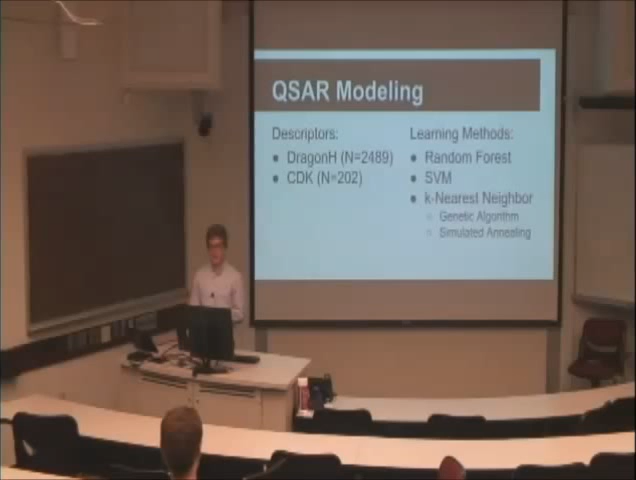 QSAR Modeling
Descriptors:
● DragonH (N=2489)
● CDK (N=202)
Learning Methods:
● Random Forest
● SVM
● k-Nearest Neighbor
○ Genetic Algorithm
○ Simulated Annealing